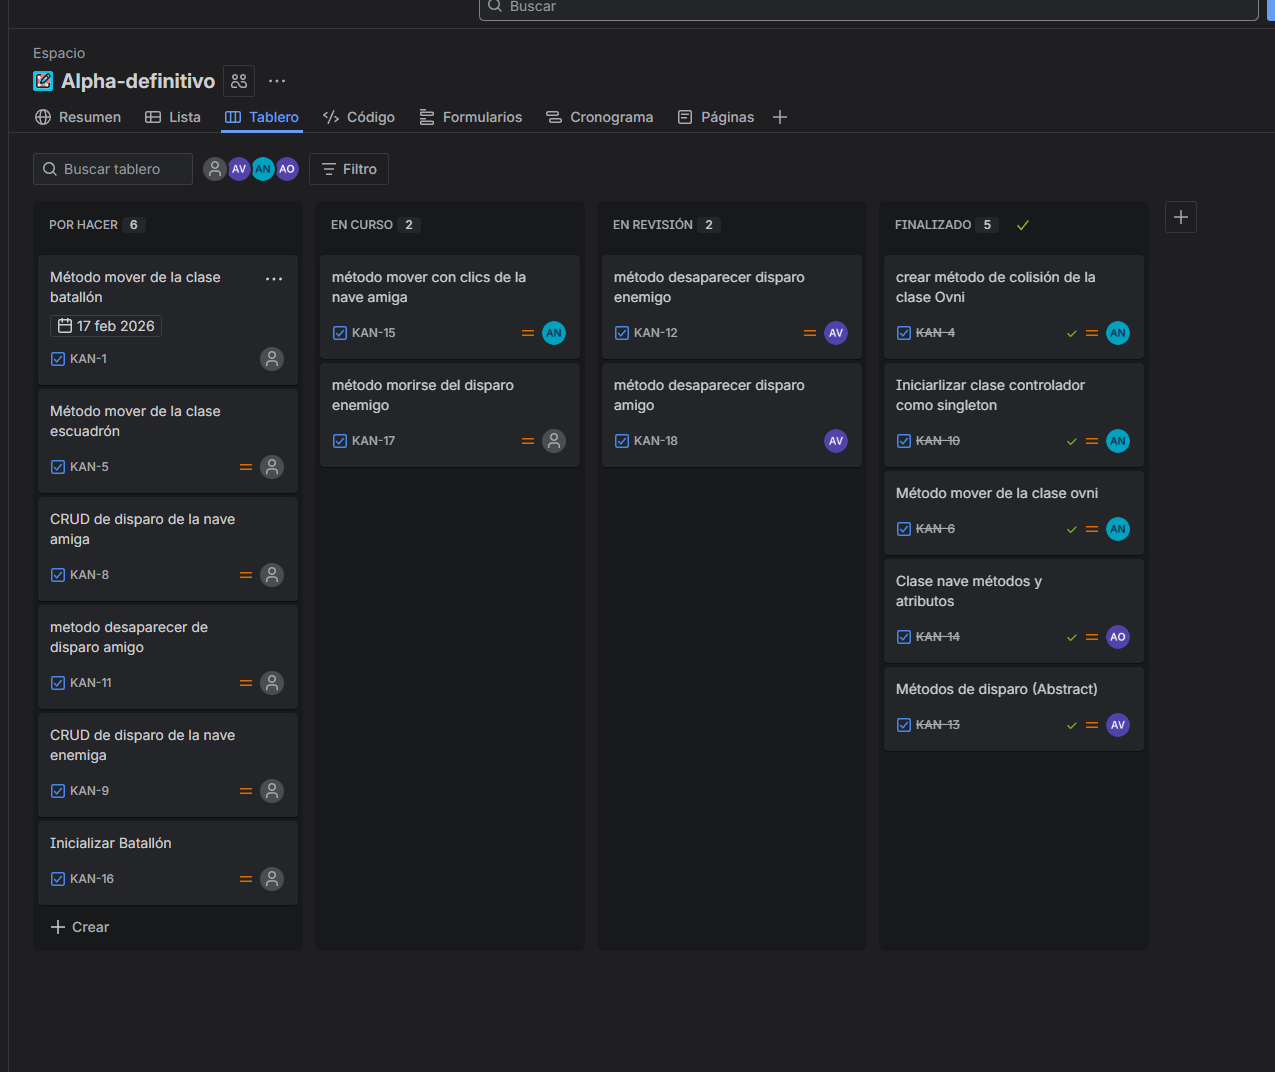 Buscar
Espacio
Alpha-definitivo
Resumen
Lista
Tablero
Código
Formularios
Cronograma
Páginas
Buscar tablero
AV
AN
AO
Filtro
POR HACER 6
Método mover de la clase
batallón
17 feb 2026
KAN-1
Método mover de la clase
escuadrón
KAN-5
CRUD de disparo de la nave
amiga
KAN-8
metodo desaparecer de
disparo amigo
KAN-11
CRUD de disparo de la nave
enemiga
KAN-9
Inicializar Batallón
KAN-16
Crear
EN CURSO 2
método mover con clics de la
nave amiga
KAN-15 AN
método morirse del disparo
enemigo
KAN-17
EN REVISIÓN 2
método desaparecer disparo
enemigo
KAN-12 AV
método desaparecer disparo
amigo
KAN-18 AV
FINALIZADO 5
crear método de colisión de la
clase Ovni
KAN-4 AN
Iniciarlizar clase controlador
como singleton
KAN-10 AN
Método mover de la clase ovni
KAN-6 AN
Clase nave métodos y
atributos
KAN-14 AO
Métodos de disparo (Abstract)
KAN-13 AV